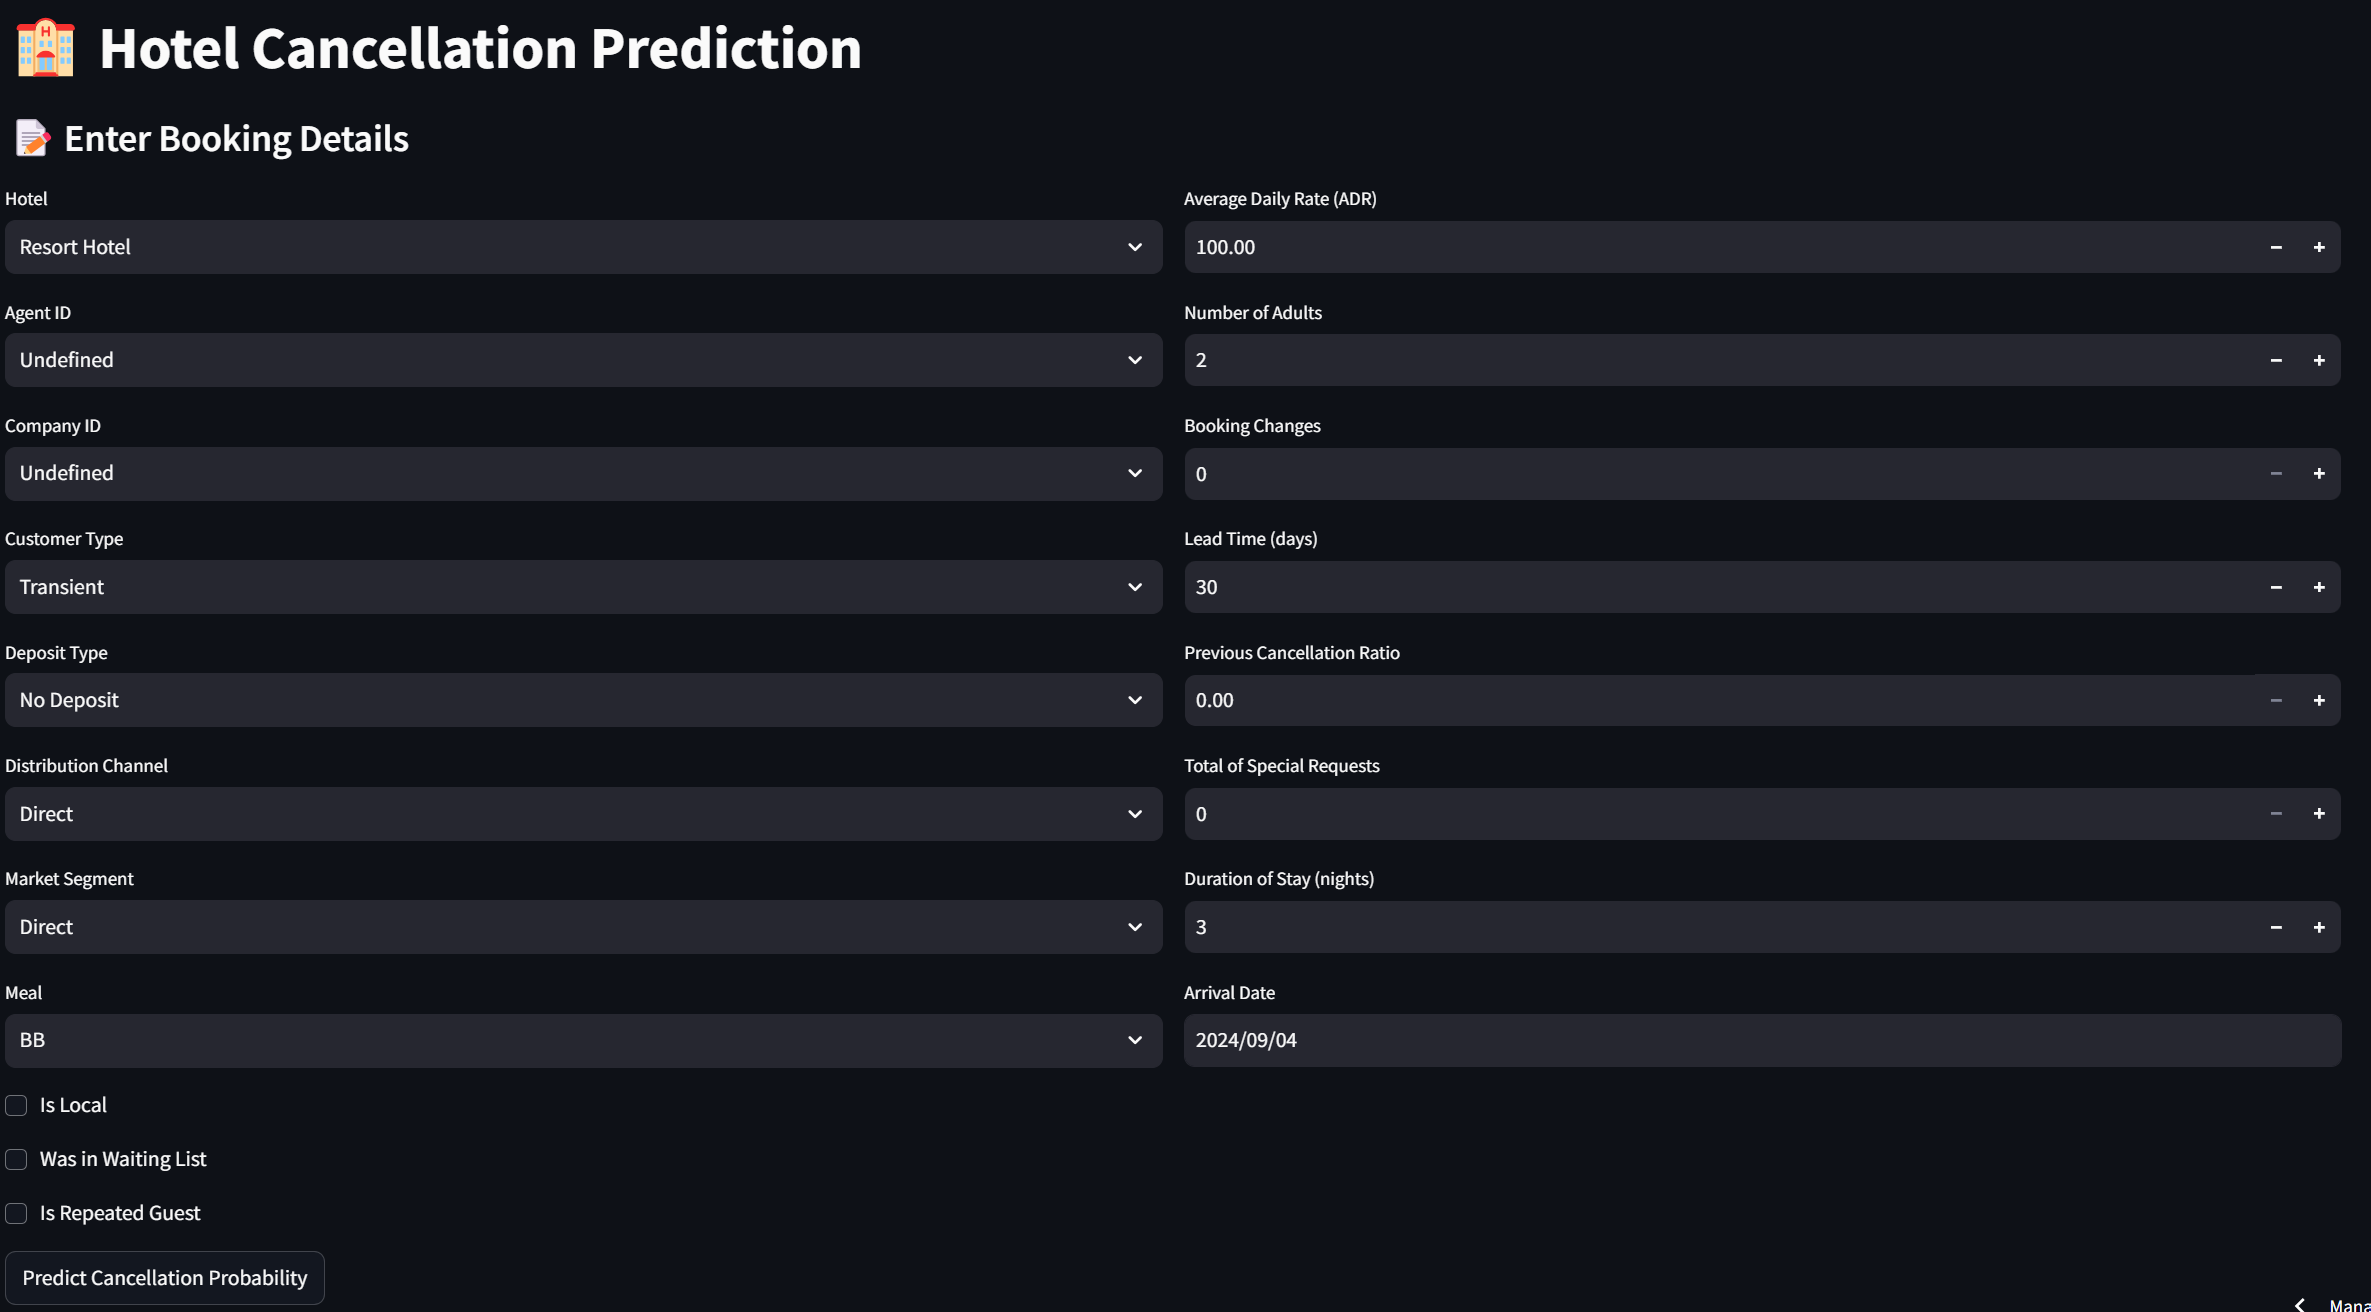 Hotel Cancellation Prediction
Enter Booking Details
Hotel
Resort Hotel
Agent ID
Undefined
Company ID
Undefined
Customer Type
Transient
Deposit Type
No Deposit
Distribution Channel
Direct
Market Segment
Direct
Meal
BB
Is Local
Was in Waiting List
Is Repeated Guest
Predict Cancellation Probability
Average Daily Rate (ADR)
100.00
Number of Adults
2
Booking Changes
0
Lead Time (days)
30
Previous Cancellation Ratio
0.00
Total of Special Requests
0
Duration of Stay (nights)
3
Arrival Date
2024/09/04